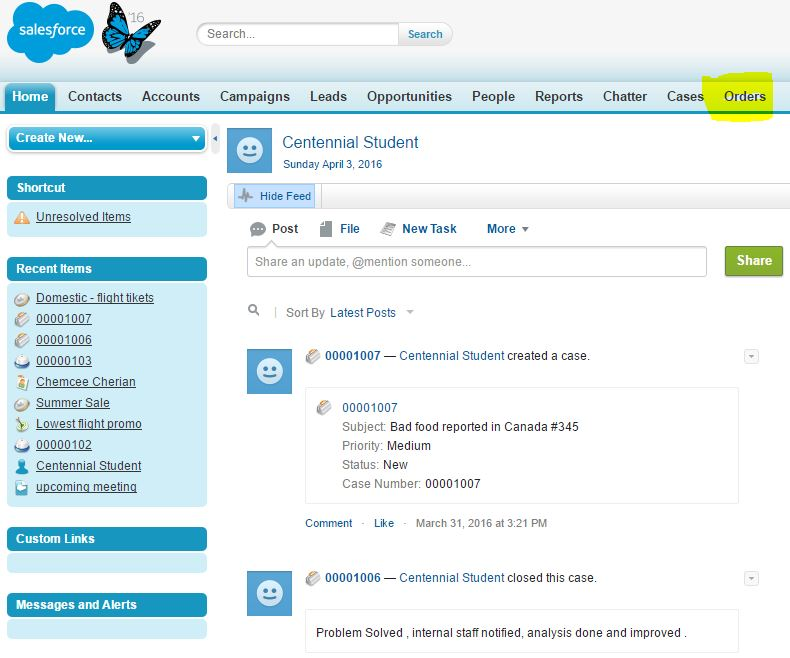 salesforce
'16
Search...
Search
Home Contacts Accounts Campaigns Leads Opportunities People Reports Chatter Cases Orders
Create New...
Shortcut
Unresolved Items
Recent Items
Domestic - flight tikets
00001007
00001006
00000103
Chemcee Cherian
Summer Sale
Lowest flight promo
00000102
Centennial Student
upcoming meeting
Custom Links
Messages and Alerts
Centennial Student
Sunday April 3, 2016
Hide Feed
Post File New Task More
Share an update, @mention someone...
Share
Sort By Latest Posts
00001007 — Centennial Student created a case.
00001007
Subject: Bad food reported in Canada #345
Priority: Medium
Status: New
Case Number: 00001007
Comment · Like · March 31, 2016 at 3:21 PM
00001006 — Centennial Student closed this case.
Problem Solved , internal staff notified, analysis done and improved .